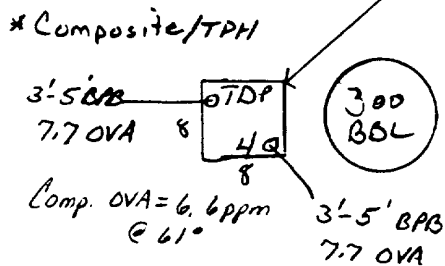 * Composite/TPH
3'-5' BPB
7.7 OVA
TDP
8
4
8
300
BBL
Comp. OVA = 6.6ppm
@ 61°
3'-5' BPB
7.7 OVA